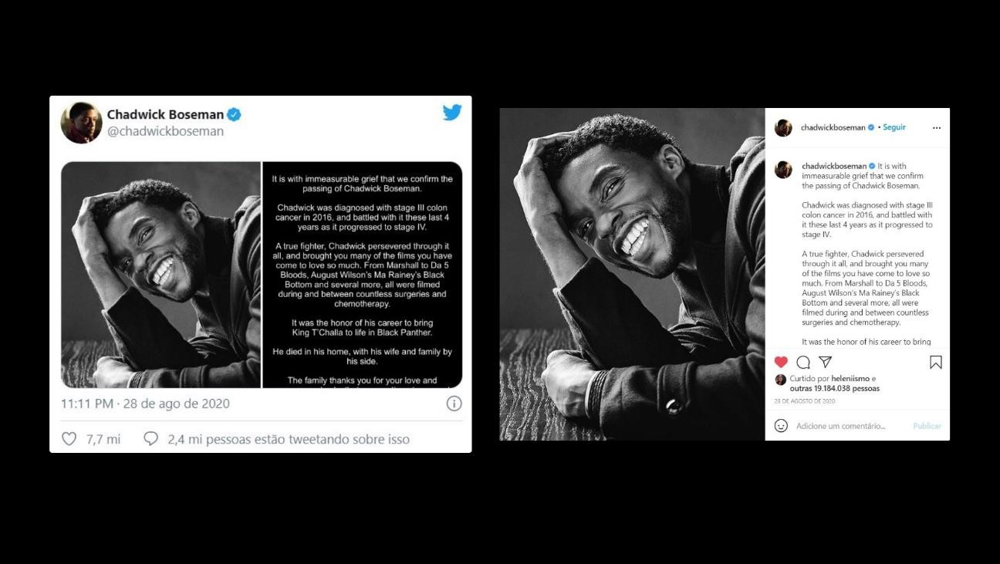 Chadwick Boseman
@chadwickboseman
It is with immeasurable grief that we confirm the
passing of Chadwick Boseman.
Chadwick was diagnosed with stage III colon
cancer in 2016, and battled with it these last 4
years as it progressed to stage IV.
A true fighter, Chadwick persevered through it
all, and brought you many of the films you have
come to love so much. From Marshall to Da 5
Bloods, August Wilson's Ma Rainey's Black
Bottom and several more, all were filmed
during and between countless surgeries and
chemotherapy.
It was the honor of his career to bring
King T'Challa to life in Black Panther.
He died in his home, with his wife and family by
his side.
The family thanks you for your love and
11:11 PM · 28 de ago de 2020
7,7 mi
2,4 mi pessoas estão tweetando sobre isso
chadwickboseman • Seguir
chadwickboseman It is with
immeasurable grief that we confirm
the passing of Chadwick Boseman.
Chadwick was diagnosed with stage III
colon cancer in 2016, and battled with
it these last 4 years as it progressed to
stage IV.
A true fighter, Chadwick persevered
through it all, and brought you many
of the films you have come to love so
much. From Marshall to Da 5 Bloods,
August Wilson's Ma Rainey's Black
Bottom and several more, all were
filmed during and between countless
surgeries and chemotherapy.
It was the honor of his career to bring
Curtido por heleniismo e
outras 19.184.038 pessoas
28 DE AGOSTO DE 2020
Adicione um comentário... Publicar